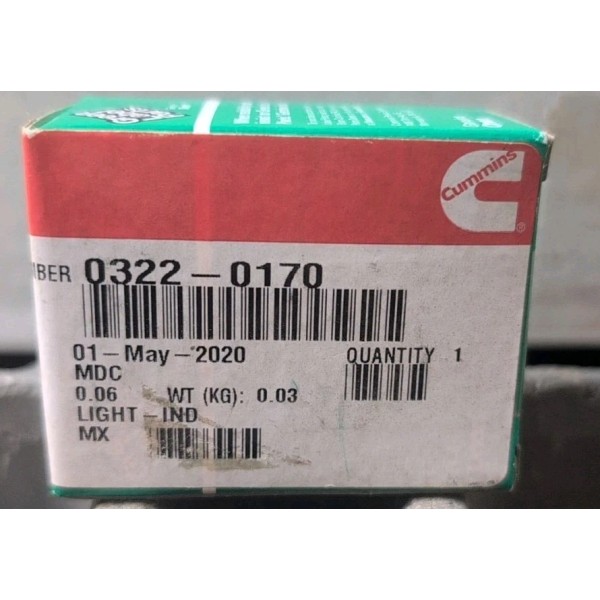 Cummins
®
MBER 0322-0170
01-May-2020
QUANTITY 1
MDC
0.06 WT (KG): 0.03
LIGHT-IND
MX